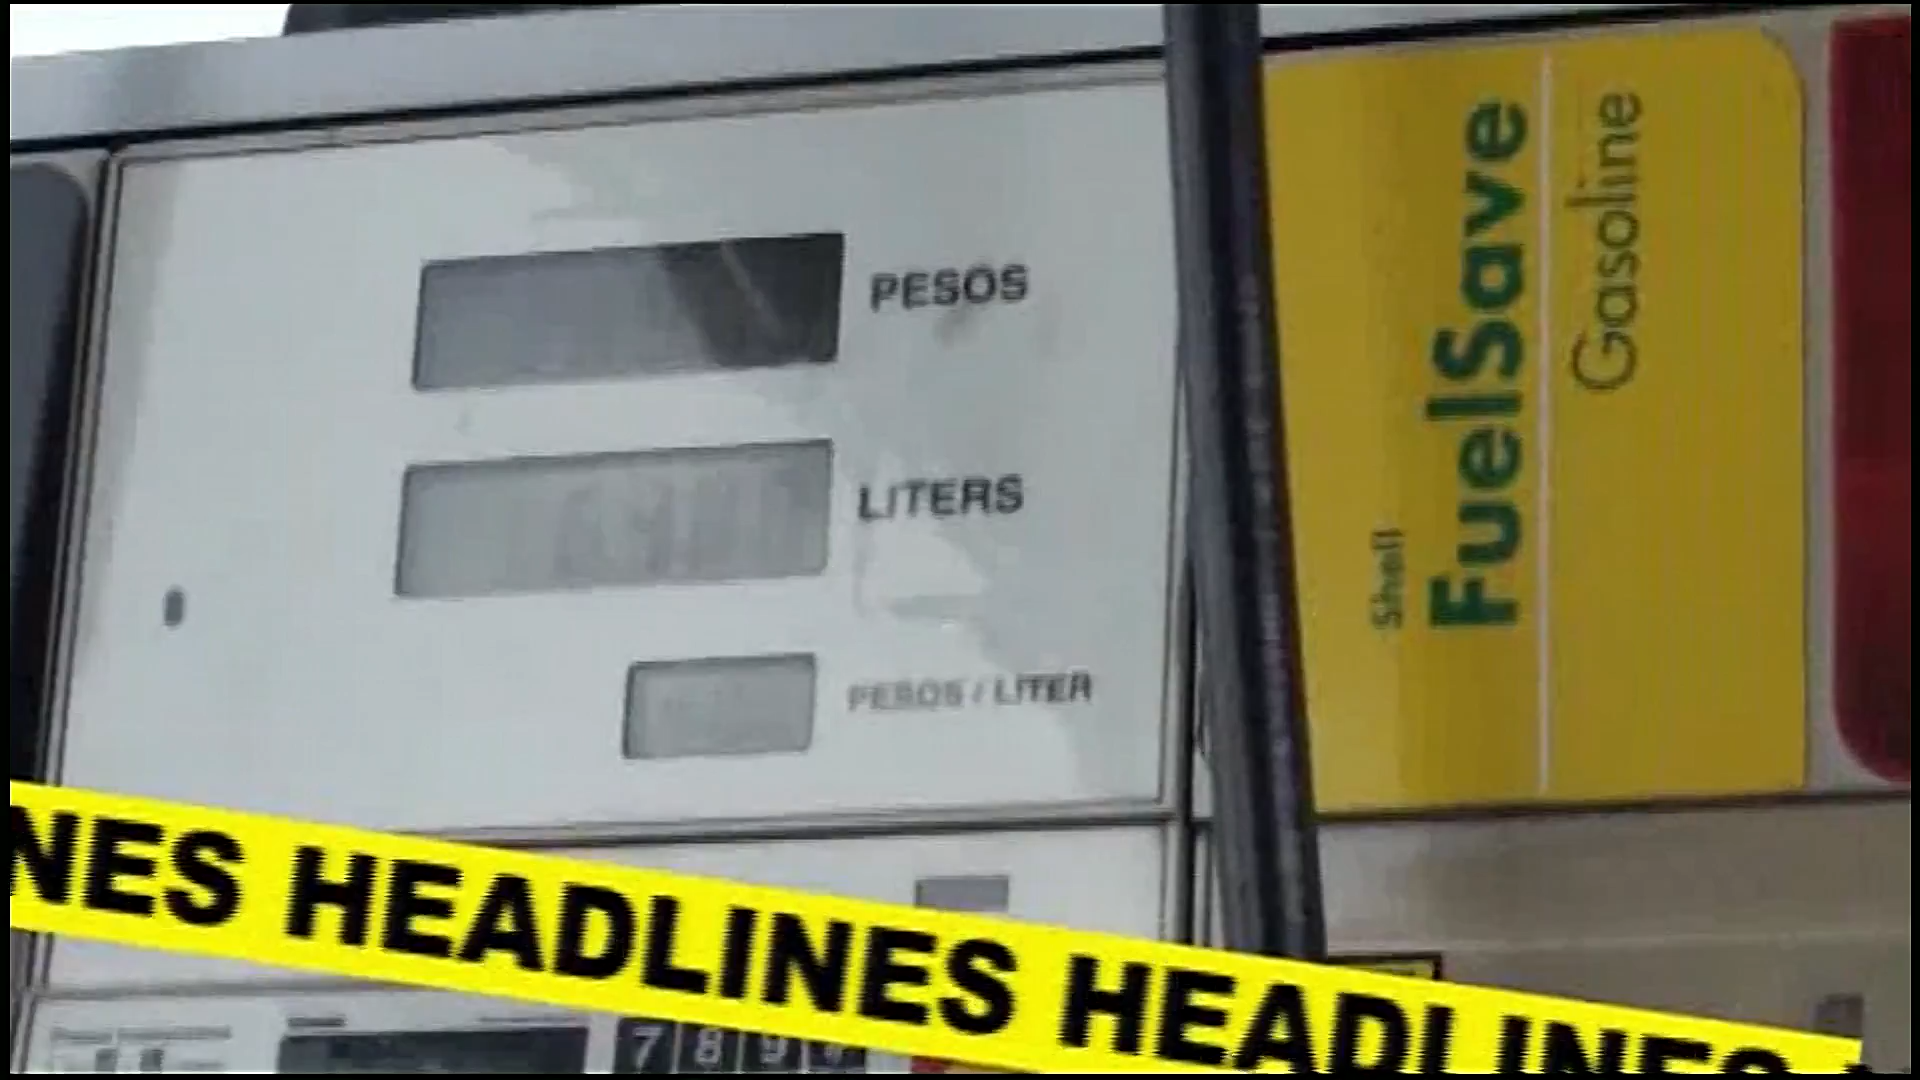 PESOS
LITERS
PESOS / LITER
Shell
FuelSave
Gasoline
NES HEADLINES HEADLINES
7 8 9